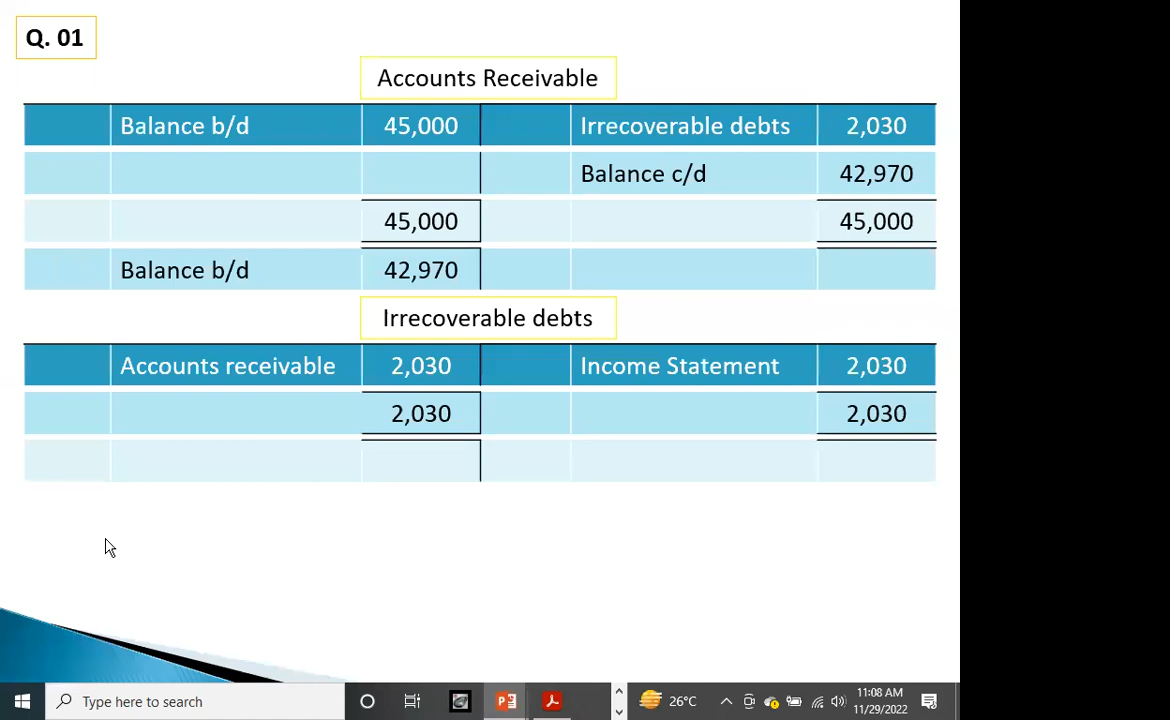 Q. 01
Accounts Receivable
Balance b/d 45,000 Irrecoverable debts 2,030
Balance c/d 42,970
45,000 45,000
Balance b/d 42,970
Irrecoverable debts
Accounts receivable 2,030 Income Statement 2,030
2,030 2,030
Type here to search
26°C
11:08 AM
11/29/2022